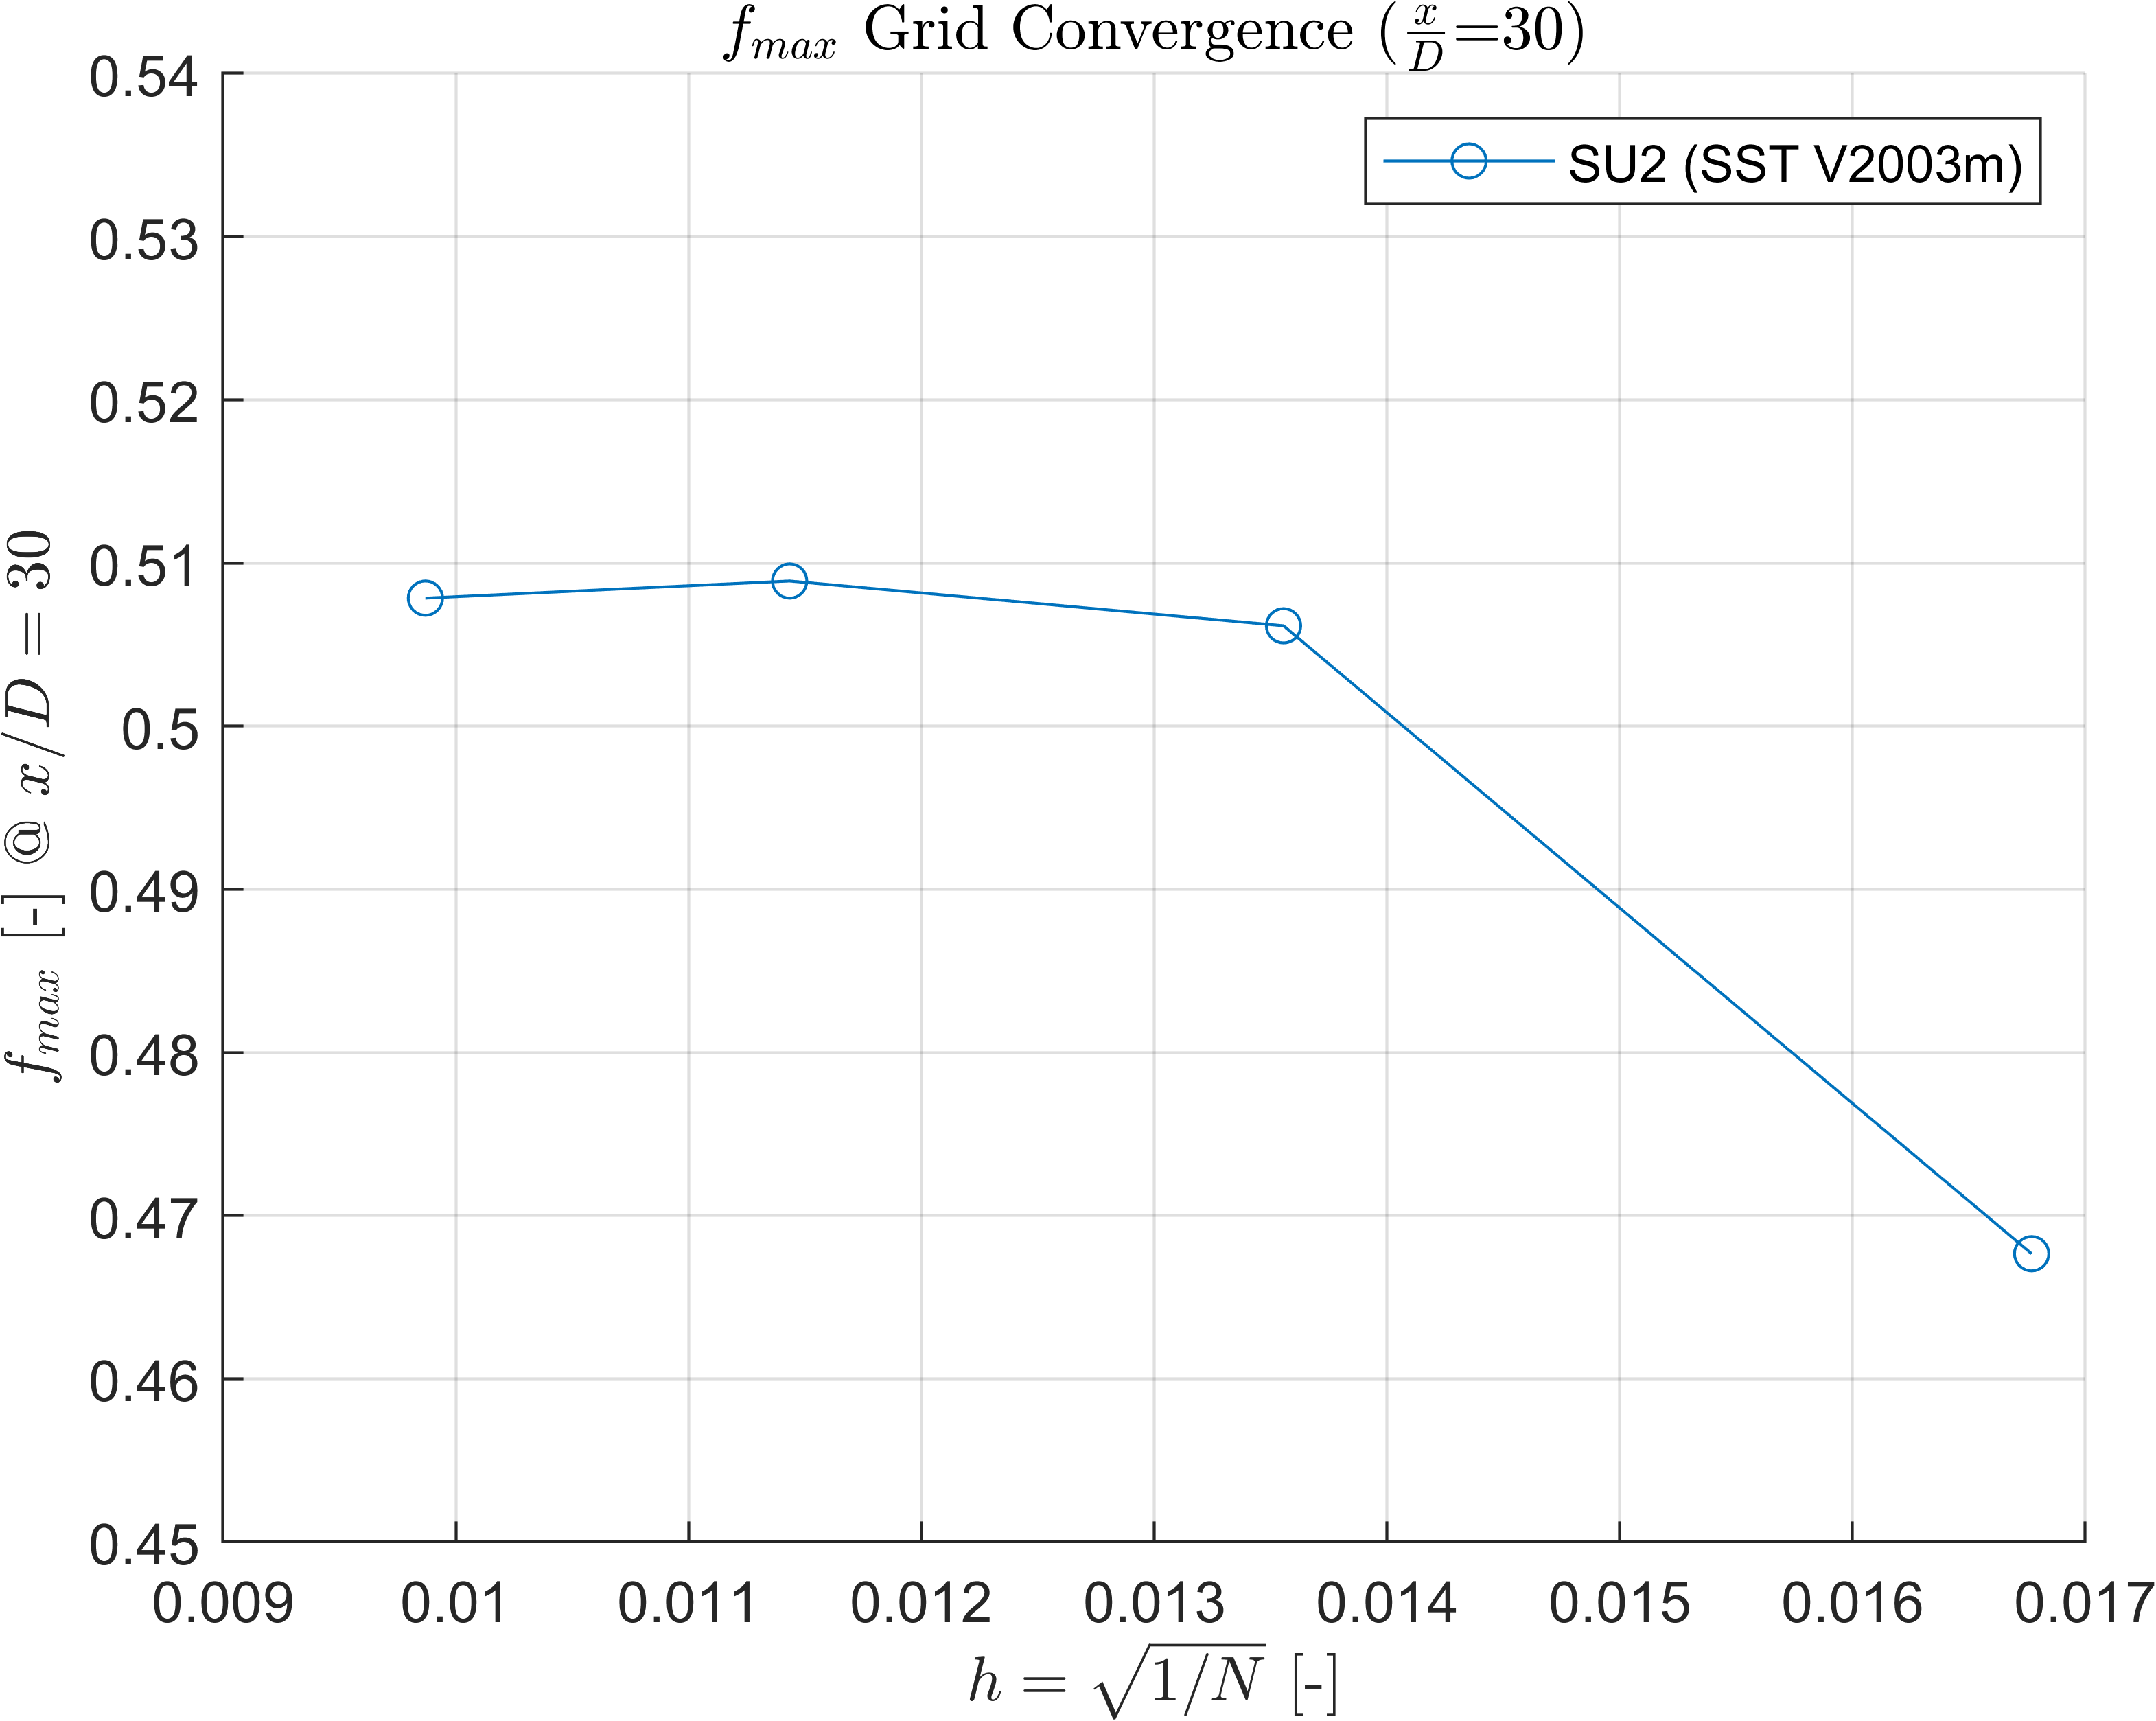 f_max Grid Convergence (x/D=30)
SU2 (SST V2003m)
0.54
0.53
0.52
0.51
0.5
0.49
0.48
0.47
0.46
0.45
f_max [-] @ x/D = 30
0.009 0.01 0.011 0.012 0.013 0.014 0.015 0.016 0.017
h = √1/N [-]